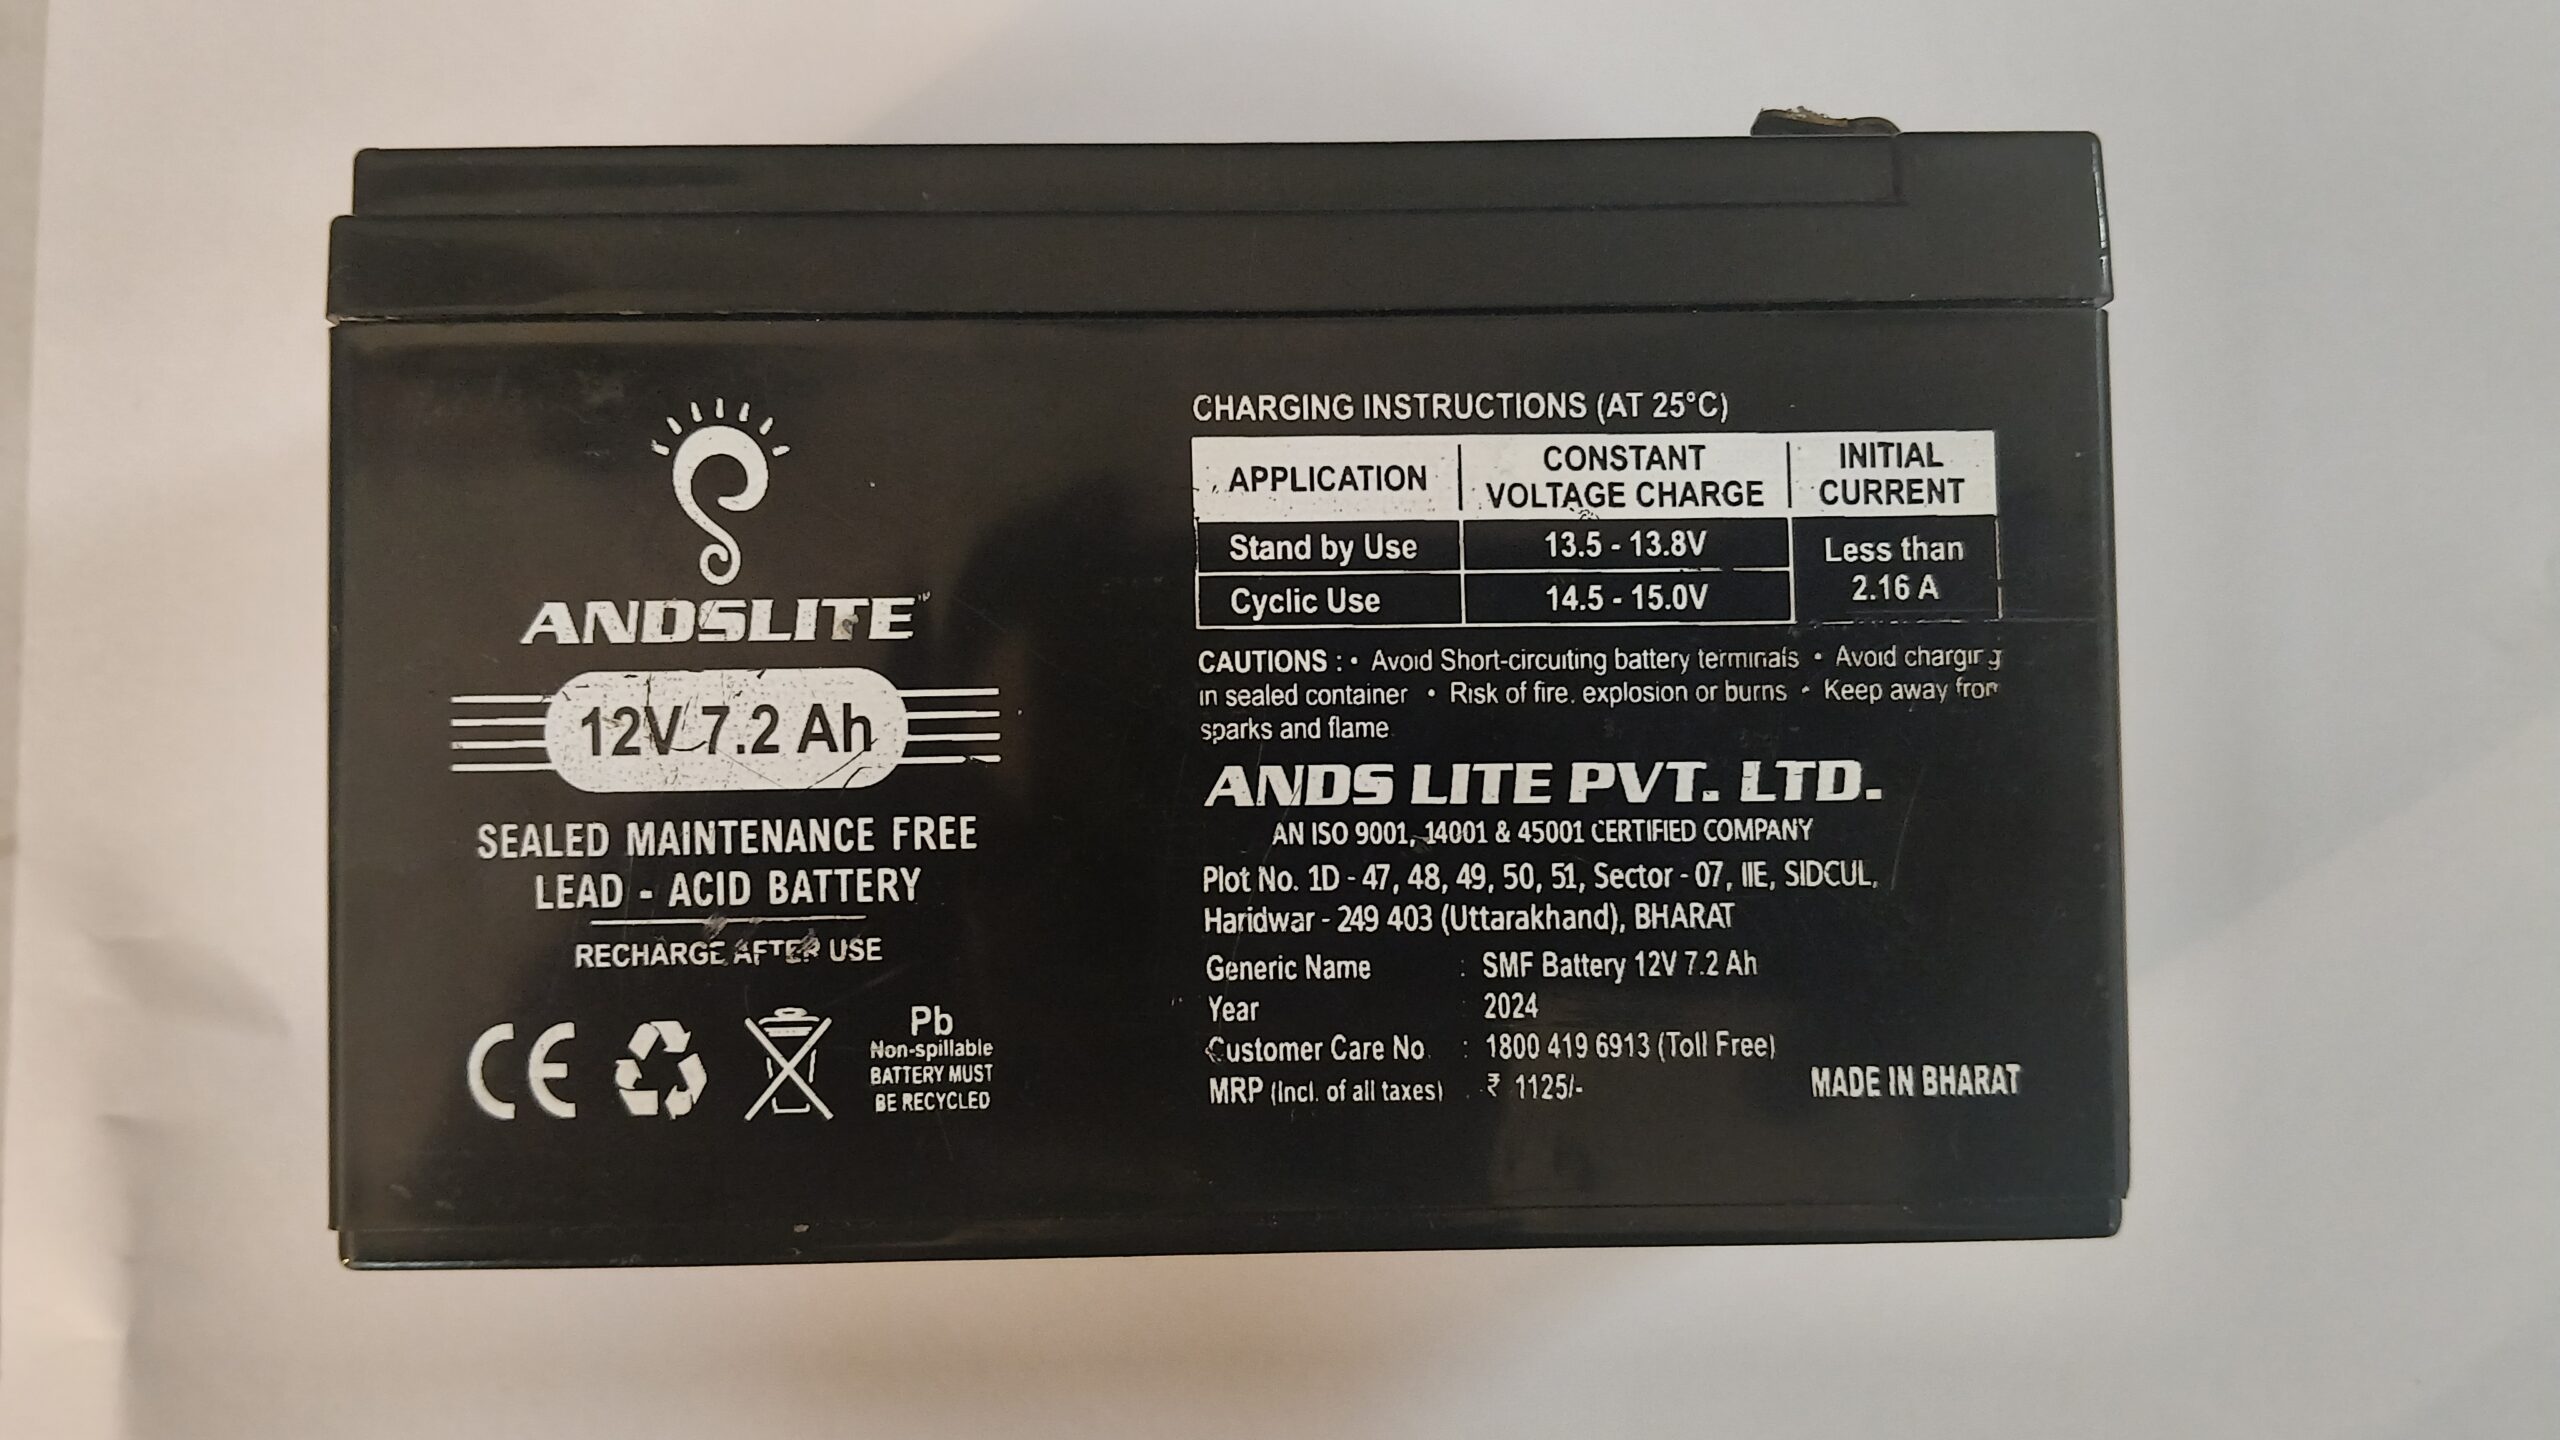 ANDSLITE™
12V 7.2 Ah
SEALED MAINTENANCE FREE
LEAD - ACID BATTERY
RECHARGE AFTER USE
CE
Pb
Non-spillable
BATTERY MUST
BE RECYCLED
CHARGING INSTRUCTIONS (AT 25°C)
APPLICATION CONSTANT VOLTAGE CHARGE INITIAL CURRENT
Stand by Use 13.5 - 13.8V Less than 2.16 A
Cyclic Use 14.5 - 15.0V
CAUTIONS : • Avoid Short-circuiting battery terminals • Avoid charging
in sealed container • Risk of fire, explosion or burns • Keep away from
sparks and flame
ANDS LITE PVT. LTD.
AN ISO 9001, 14001 & 45001 CERTIFIED COMPANY
Plot No. 1D - 47, 48, 49, 50, 51, Sector - 07, IIE, SIDCUL,
Haridwar - 249 403 (Uttarakhand), BHARAT
Generic Name : SMF Battery 12V 7.2 Ah
Year : 2024
Customer Care No. : 1800 419 6913 (Toll Free)
MRP (Incl. of all taxes) : ₹ 1125/-
MADE IN BHARAT